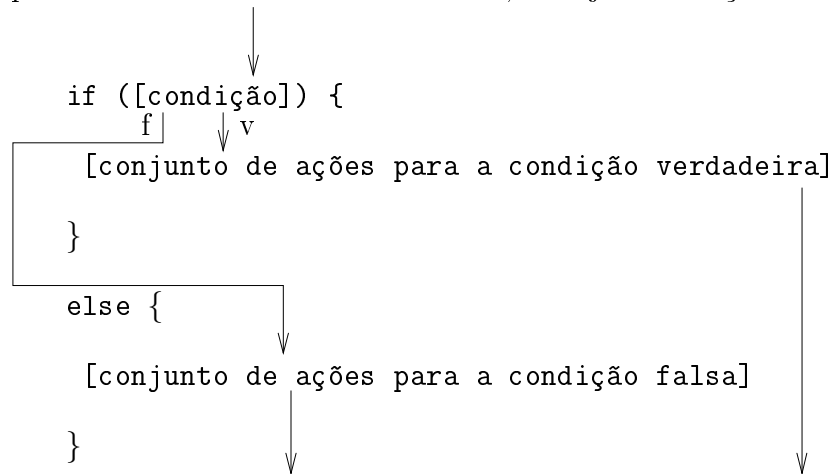 if ([condição]) {
f v
[conjunto de ações para a condição verdadeira]
}
else {
[conjunto de ações para a condição falsa]
}